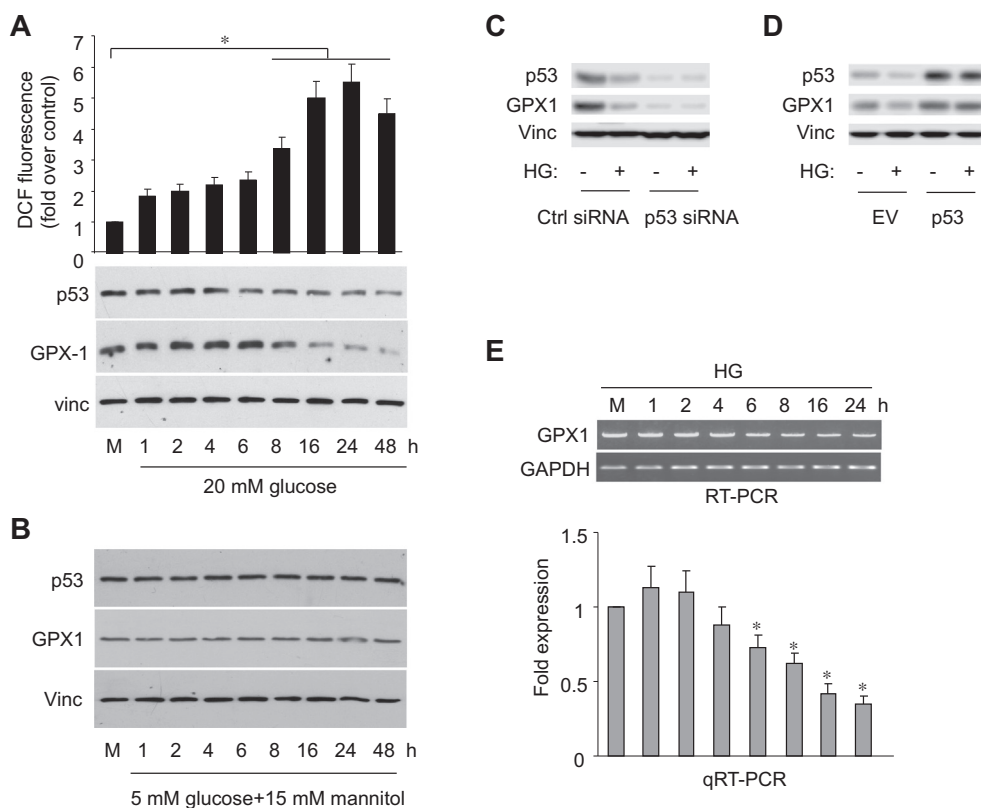 A
*
7
6
5
4
3
2
1
0
DCF fluorescence
(fold over control)
p53
GPX-1
vinc
M 1 2 4 6 8 16 24 48 h
20 mM glucose
B
p53
GPX1
Vinc
M 1 2 4 6 8 16 24 48 h
5 mM glucose+15 mM mannitol
C
p53
GPX1
Vinc
HG: - + - +
Ctrl siRNA p53 siRNA
D
p53
GPX1
Vinc
HG: - + - +
EV p53
E
HG
M 1 2 4 6 8 16 24 h
GPX1
GAPDH
RT-PCR
1.5
1
0.5
0
Fold expression
* * * *
qRT-PCR